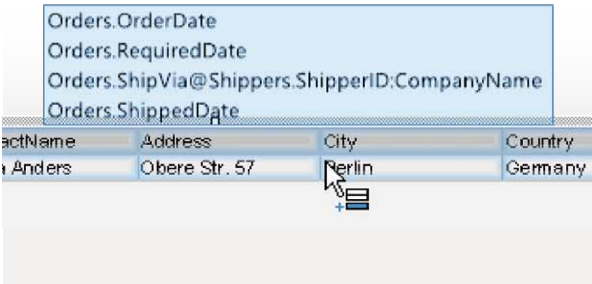 Orders.OrderDate
Orders.RequiredDate
Orders.ShipVia@Shippers.ShipperID:CompanyName
Orders.ShippedDate
actName Address City Country
Anders Obere Str. 57 Berlin Germany